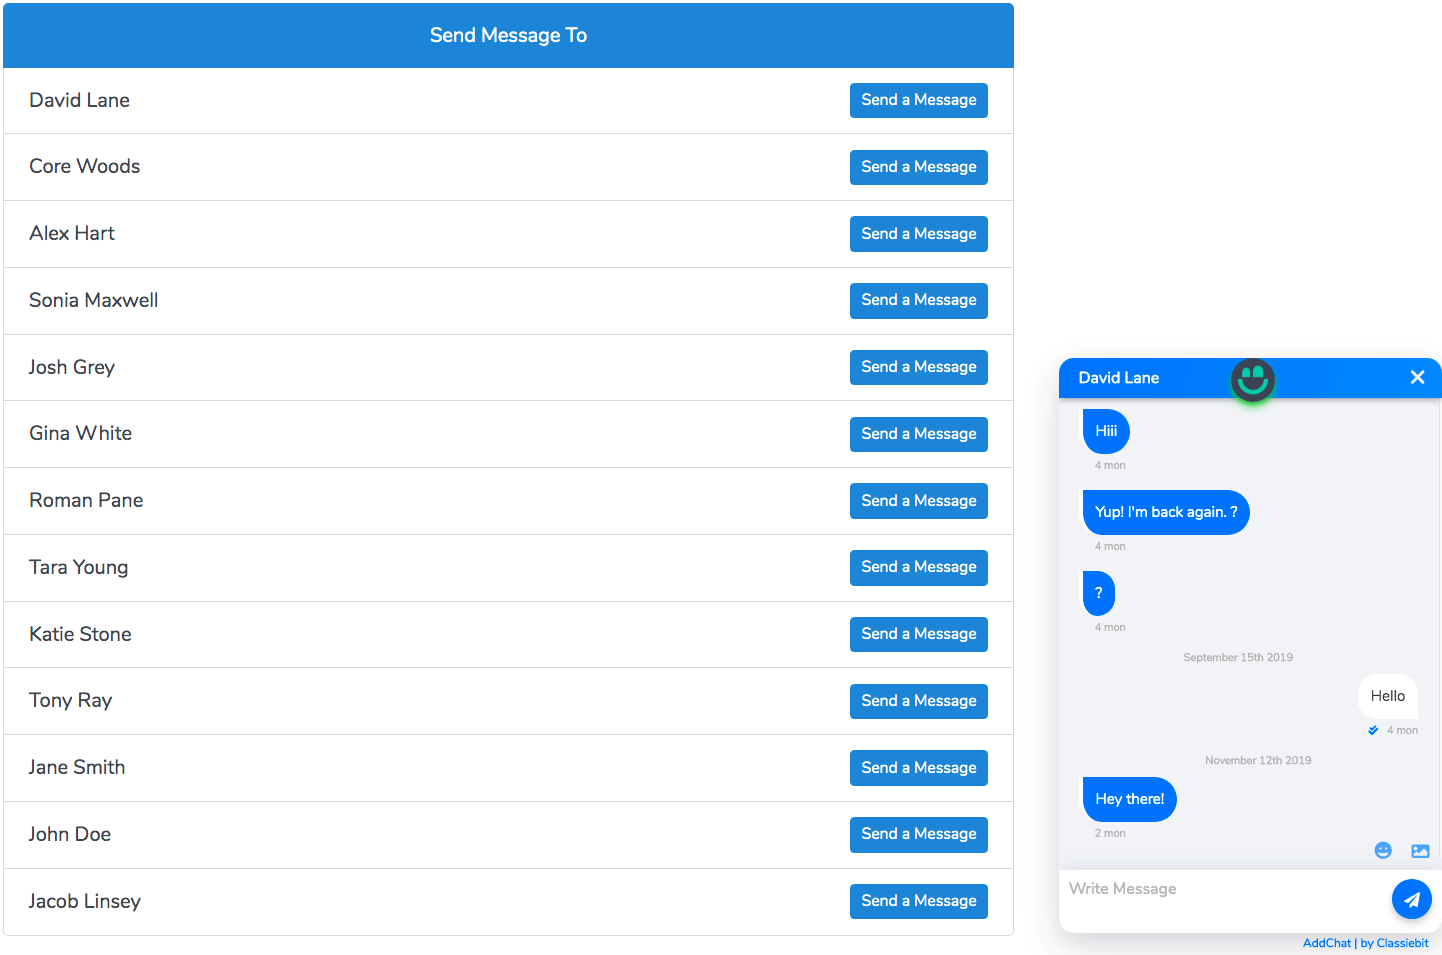 Send Message To
David Lane Send a Message
Core Woods Send a Message
Alex Hart Send a Message
Sonia Maxwell Send a Message
Josh Grey Send a Message
Gina White Send a Message
Roman Pane Send a Message
Tara Young Send a Message
Katie Stone Send a Message
Tony Ray Send a Message
Jane Smith Send a Message
John Doe Send a Message
Jacob Linsey Send a Message
David Lane
Hiii
4 mon
Yup! I'm back again. ?
4 mon
?
4 mon
September 15th 2019
Hello
4 mon
November 12th 2019
Hey there!
2 mon
Write Message
AddChat | by Classiebit